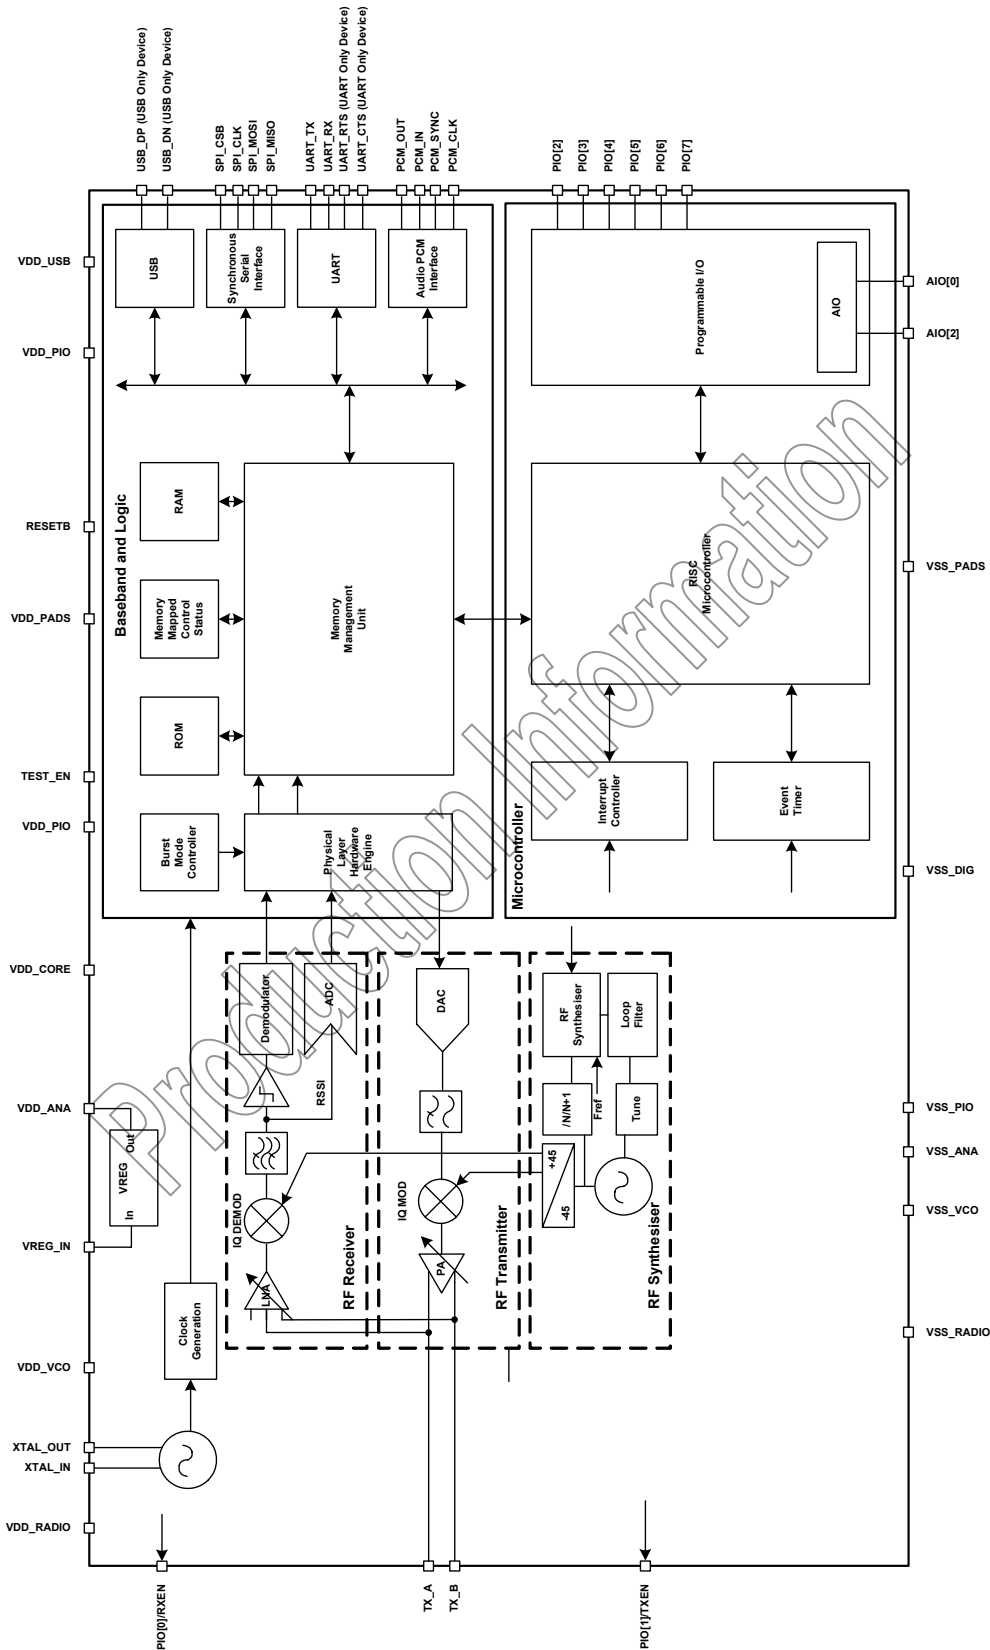 USB_DP (USB Only Device)
USB_DN (USB Only Device)
SPI_CSB
SPI_CLK
SPI_MOSI
SPI_MISO
UART_TX
UART_RX
UART_RTS (UART Only Device)
UART_CTS (UART Only Device)
PCM_OUT
PCM_IN
PCM_SYNC
PCM_CLK
PIO[2]
PIO[3]
PIO[4]
PIO[5]
PIO[6]
PIO[7]
VDD_USB
VDD_PIO
RESETB
VDD_PADS
TEST_EN
VDD_PIO
VDD_CORE
VDD_ANA
VREG_IN
VDD_VCO
XTAL_OUT
XTAL_IN
VDD_RADIO
USB
Synchronous
Serial
Interface
UART
Audio PCM
Interface
Baseband and Logic
RAM
Memory
Mapped
Control
Status
ROM
Memory
Management
Unit
Burst
Mode
Controller
Physical
Layer
Hardware
Engine
Programmable I/O
AIO
RISC
Microcontroller
Interrupt
Controller
Event
Timer
Microcontroller
AIO[0]
AIO[2]
VSS_PADS
VSS_DIG
VSS_PIO
VSS_ANA
VSS_VCO
VSS_RADIO
Demodulator
ADC
RSSI
IQ DEMOD
LNA
RF Receiver
DAC
IQ MOD
PA
RF Transmitter
RF
Synthesiser
Loop
Filter
/N/N+1
Fref
Tune
+45
-45
RF Synthesiser
VREG
Out
In
Clock
Generation
PIO[0]/RXEN
TX_A
TX_B
PIO[1]/TXEN
Production Information